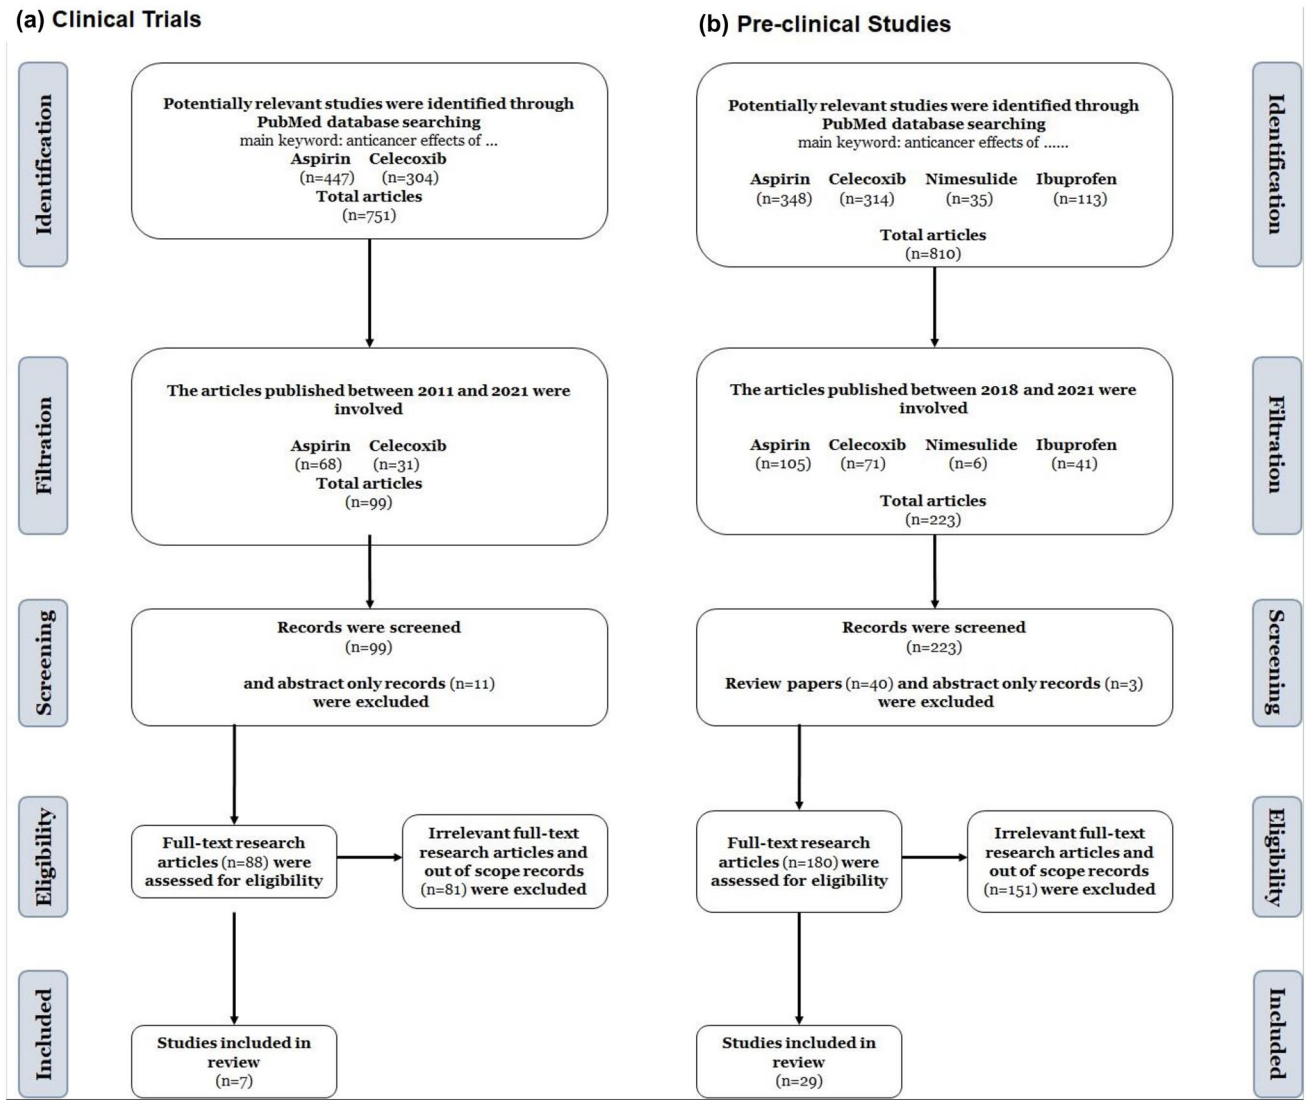 (a) Clinical Trials
Identification
Potentially relevant studies were identified through
PubMed database searching
main keyword: anticancer effects of ...
Aspirin Celecoxib
(n=447) (n=304)
Total articles
(n=751)
Filtration
The articles published between 2011 and 2021 were
involved
Aspirin Celecoxib
(n=68) (n=31)
Total articles
(n=99)
Screening
Records were screened
(n=99)
and abstract only records (n=11)
were excluded
Eligibility
Full-text research
articles (n=88) were
assessed for eligibility
Irrelevant full-text
research articles and
out of scope records
(n=81) were excluded
Included
Studies included in
review
(n=7)
(b) Pre-clinical Studies
Identification
Potentially relevant studies were identified through
PubMed database searching
main keyword: anticancer effects of ......
Aspirin Celecoxib Nimesulide Ibuprofen
(n=348) (n=314) (n=35) (n=113)
Total articles
(n=810)
Filtration
The articles published between 2018 and 2021 were
involved
Aspirin Celecoxib Nimesulide Ibuprofen
(n=105) (n=71) (n=6) (n=41)
Total articles
(n=223)
Screening
Records were screened
(n=223)
Review papers (n=40) and abstract only records (n=3)
were excluded
Eligibility
Full-text research
articles (n=180) were
assessed for eligibility
Irrelevant full-text
research articles and
out of scope records
(n=151) were excluded
Included
Studies included in
review
(n=29)